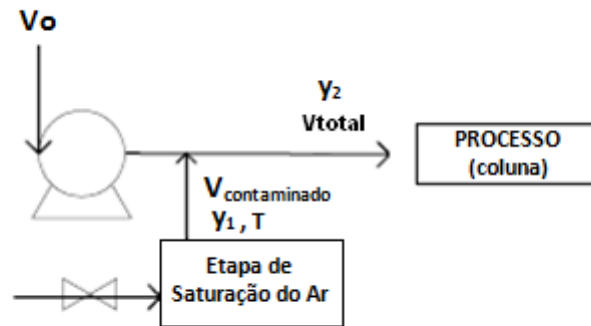 Vo
y₂
Vtotal
PROCESSO
(coluna)
Vcontaminado
y₁ , T
Etapa de
Saturação do Ar